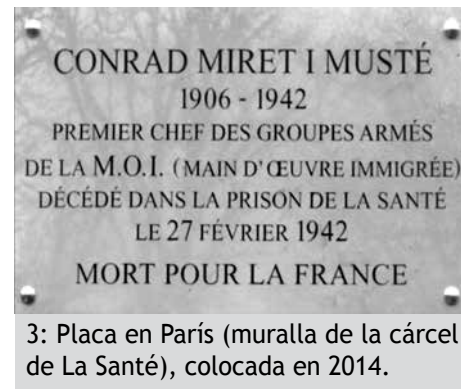 CONRAD MIRET I MUSTÉ
1906 - 1942
PREMIER CHEF DES GROUPES ARMÉS
DE LA M.O.I. (MAIN D'ŒUVRE IMMIGRÉE)
DÉCÉDÉ DANS LA PRISON DE LA SANTÉ
LE 27 FÉVRIER 1942
MORT POUR LA FRANCE
3: Placa en París (muralla de la cárcel
de La Santé), colocada en 2014.